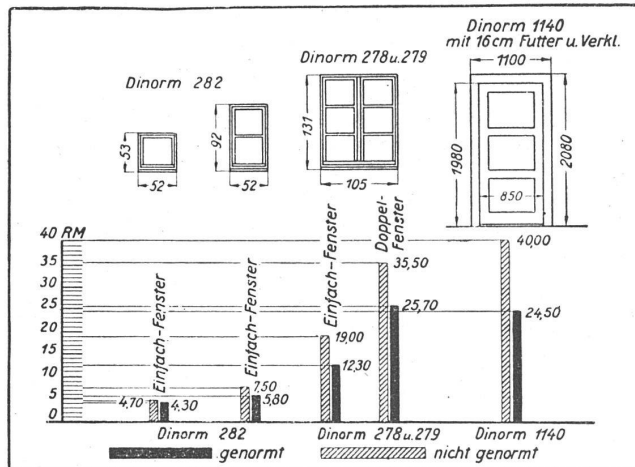 Dinorm 282
53
52
92
52
Dinorm 278 u. 279
131
105
Dinorm 1140
mit 16 cm Futter u. Verkl.
1100
1980
850
2080
40 RM
35
30
25
20
15
10
5
0
Einfach-Fenster
4,70
4,30
Einfach-Fenster
7,50
5,80
Einfach-Fenster
19,00
12,30
Doppel-
Fenster
35,50
25,70
40,00
24,50
Dinorm 282
Dinorm 278 u. 279
Dinorm 1140
genormt
nicht genormt